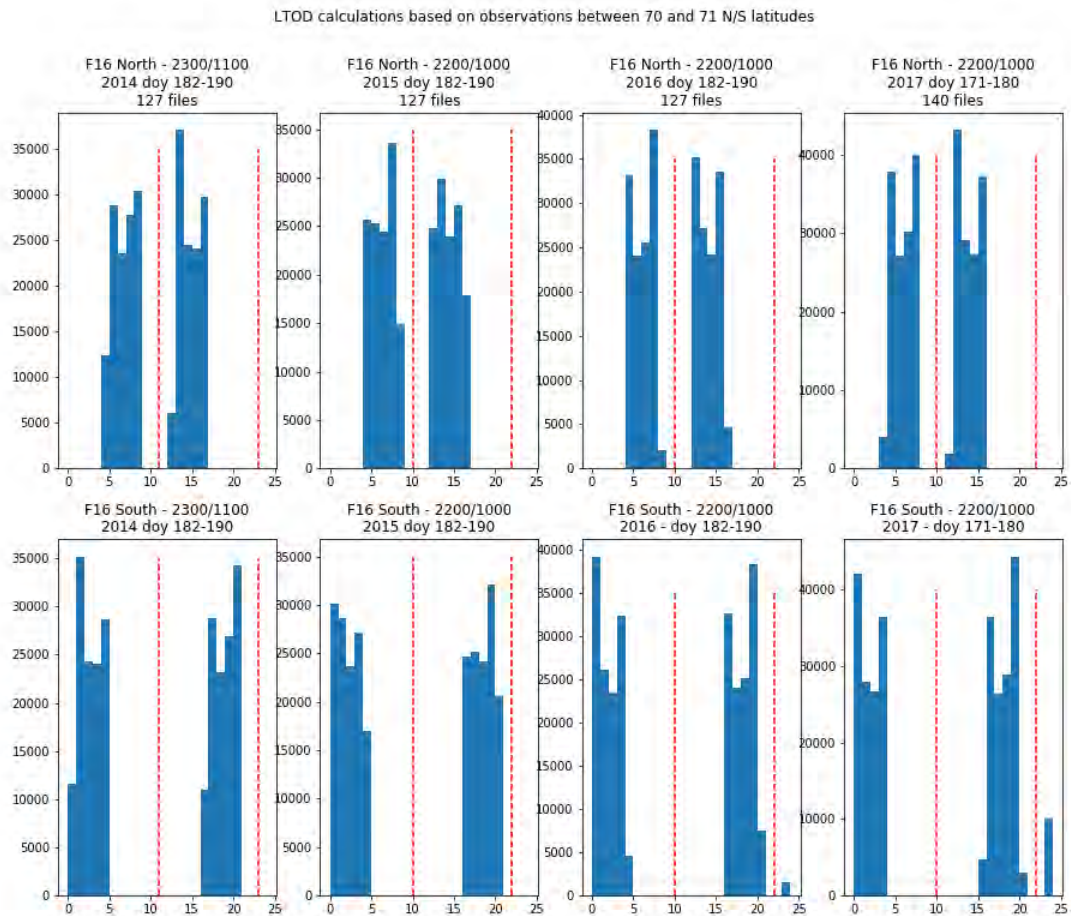 LTOD calculations based on observations between 70 and 71 N/S latitudes
F16 North - 2300/1100
2014 doy 182-190
127 files
F16 North - 2200/1000
2015 doy 182-190
127 files
F16 North - 2200/1000
2016 doy 182-190
127 files
F16 North - 2200/1000
2017 doy 171-180
140 files
35000
30000
25000
20000
15000
10000
5000
0
0 5 10 15 20 25
35000
30000
25000
20000
15000
10000
5000
0
0 5 10 15 20 25
40000
35000
30000
25000
20000
15000
10000
5000
0
0 5 10 15 20 25
40000
30000
20000
10000
0
0 5 10 15 20 25
F16 South - 2300/1100
2014 doy 182-190
F16 South - 2200/1000
2015 doy 182-190
F16 South - 2200/1000
2016 - doy 182-190
F16 South - 2200/1000
2017 - doy 171-180
35000
30000
25000
20000
15000
10000
5000
0
0 5 10 15 20 25
35000
30000
25000
20000
15000
10000
5000
0
0 5 10 15 20 25
40000
35000
30000
25000
20000
15000
10000
5000
0
0 5 10 15 20 25
40000
30000
20000
10000
0
0 5 10 15 20 25